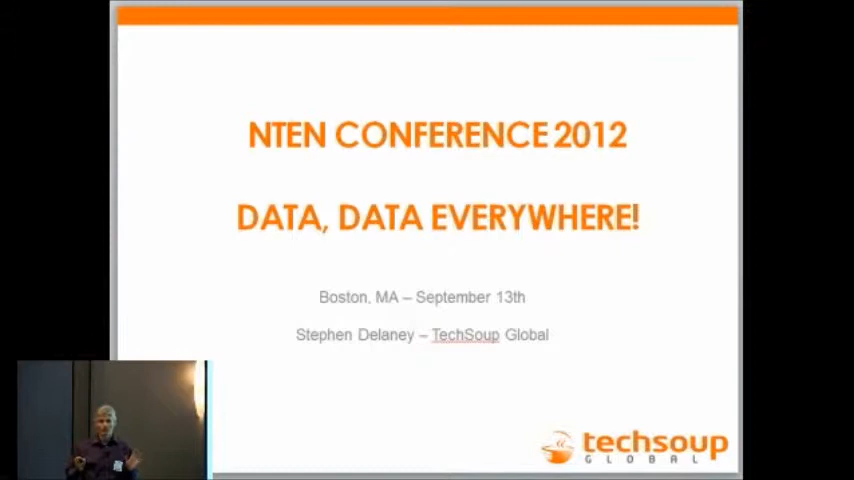 NTEN CONFERENCE 2012
DATA, DATA EVERYWHERE!
Boston, MA – September 13th
Stephen Delaney – TechSoup Global
techsoup
GLOBAL